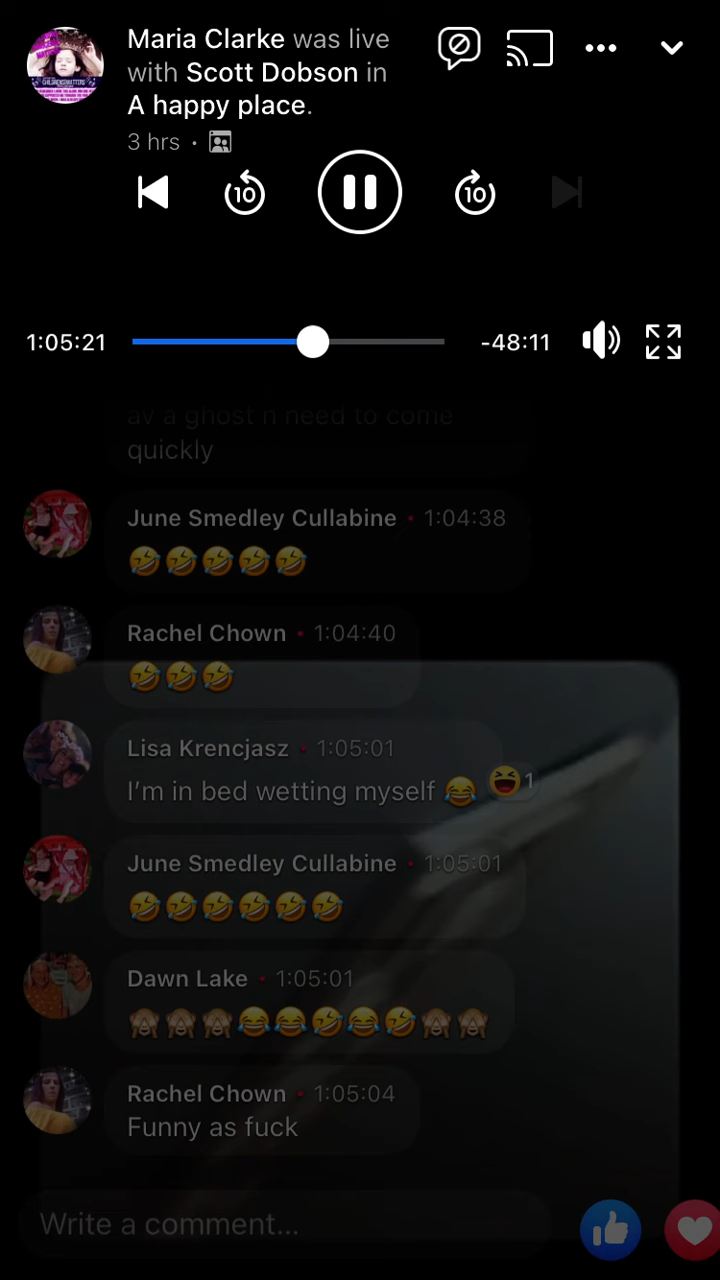 Maria Clarke was live
with Scott Dobson in
A happy place.
3 hrs ·
10
10
1:05:21
-48:11
av a ghost n need to come
quickly
June Smedley Cullabine • 1:04:38
🤣🤣🤣🤣🤣
Rachel Chown • 1:04:40
🤣🤣🤣
Lisa Krencjasz • 1:05:01
I'm in bed wetting myself 😂 😆 1
June Smedley Cullabine • 1:05:01
🤣🤣🤣🤣🤣🤣
Dawn Lake • 1:05:01
🙈🙈🙈😂😂🤣😂🤣🙈🙈
Rachel Chown • 1:05:04
Funny as fuck
Write a comment...